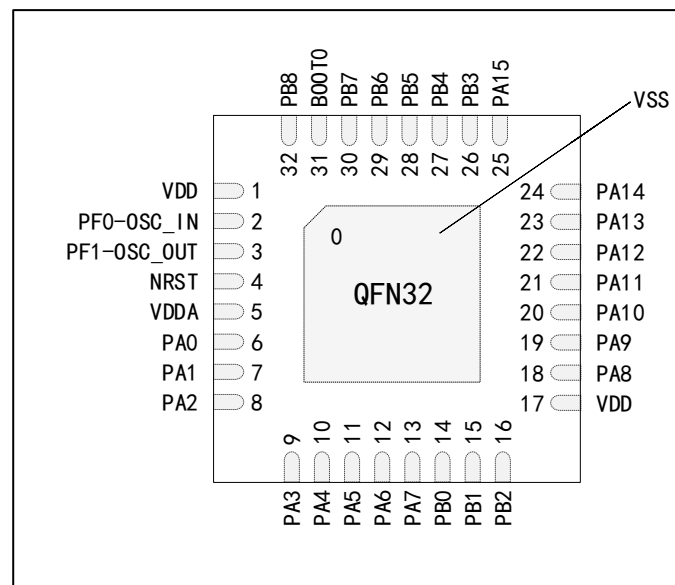 PB8 BOOT0 PB7 PB6 PB5 PB4 PB3 PA15
VSS
32 31 30 29 28 27 26 25
VDD 1
PF0-OSC_IN 2
PF1-OSC_OUT 3
NRST 4
VDDA 5
PA0 6
PA1 7
PA2 8
0
QFN32
24 PA14
23 PA13
22 PA12
21 PA11
20 PA10
19 PA9
18 PA8
17 VDD
9 10 11 12 13 14 15 16
PA3 PA4 PA5 PA6 PA7 PB0 PB1 PB2